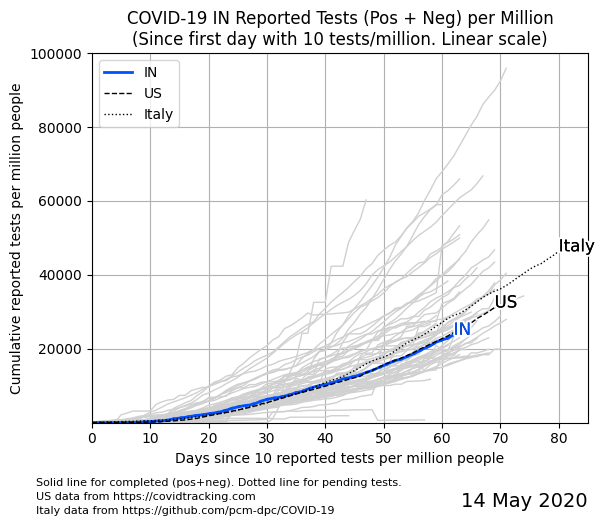 COVID-19 IN Reported Tests (Pos + Neg) per Million
(Since first day with 10 tests/million. Linear scale)
100000
80000
60000
40000
20000
Cumulative reported tests per million people
IN
US
Italy
Italy
US
IN
0 10 20 30 40 50 60 70 80
Days since 10 reported tests per million people
Solid line for completed (pos+neg). Dotted line for pending tests.
US data from https://covidtracking.com
Italy data from https://github.com/pcm-dpc/COVID-19
14 May 2020